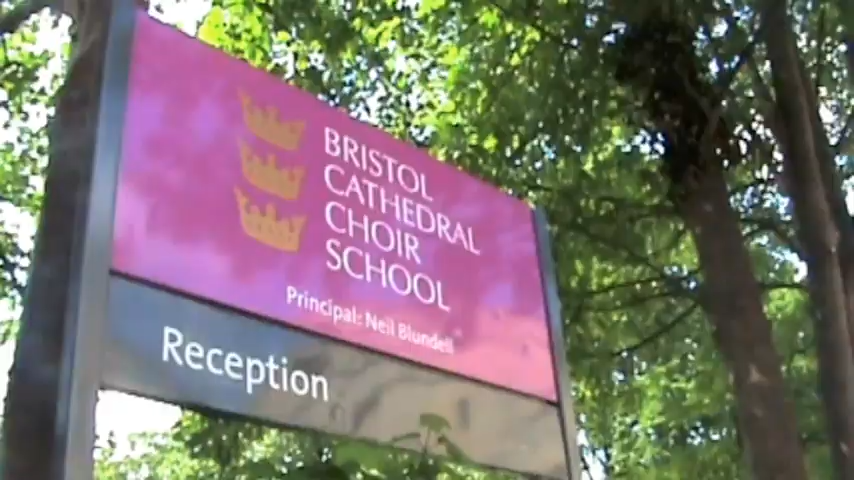 BRISTOL
CATHEDRAL
CHOIR
SCHOOL
Principal: Neil Blundell
Reception